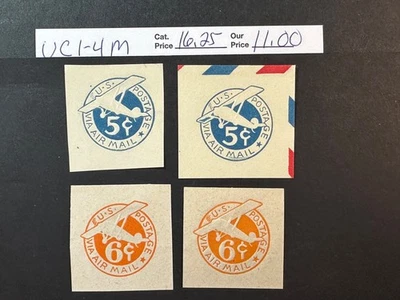 UC1-4M Cat. Price 16.25 Our Price 11.00
U.S. POSTAGE
5¢
VIA AIR MAIL
U.S. POSTAGE
5¢
VIA AIR MAIL
U.S. POSTAGE
6¢
VIA AIR MAIL
U.S. POSTAGE
6¢
VIA AIR MAIL